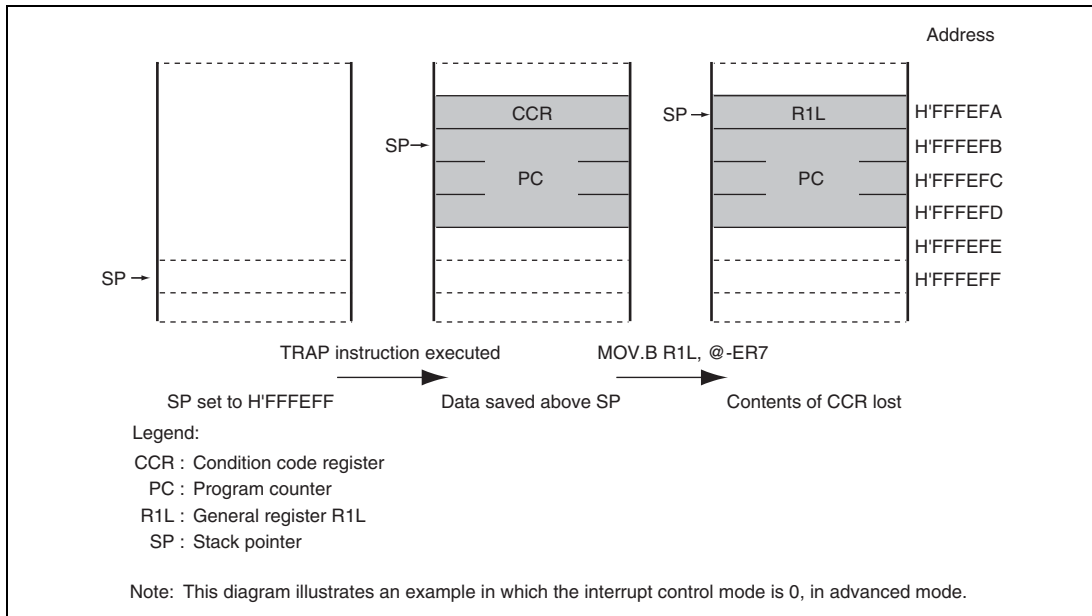 Address
CCR
SP
R1L
H'FFFEFA
SP
H'FFFEFB
PC
PC
H'FFFEFC
H'FFFEFD
H'FFFEFE
SP
H'FFFEFF
TRAP instruction executed
MOV.B R1L, @-ER7
SP set to H'FFFEFF
Data saved above SP
Contents of CCR lost
Legend:
CCR : Condition code register
PC : Program counter
R1L : General register R1L
SP : Stack pointer
Note: This diagram illustrates an example in which the interrupt control mode is 0, in advanced mode.